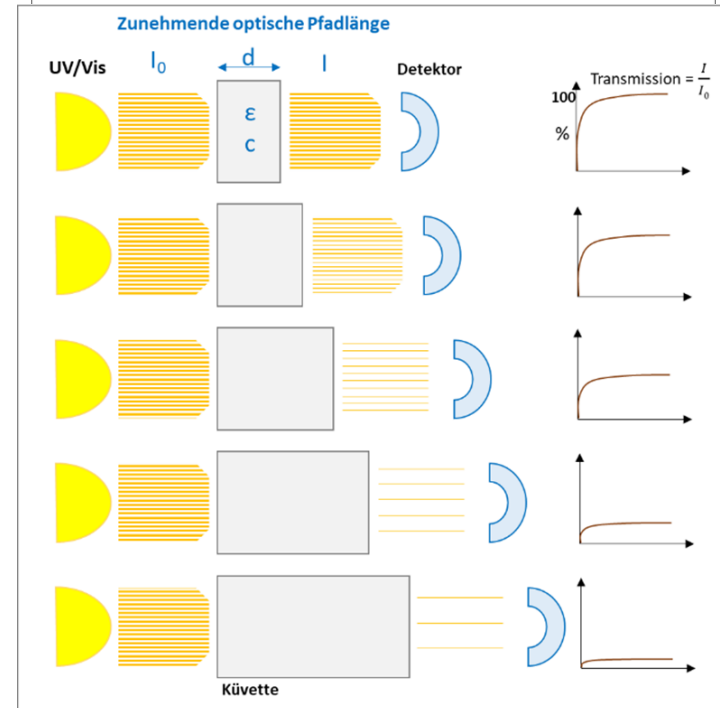 Zunehmende optische Pfadlänge
UV/Vis
I₀
d
I
Detektor
Transmission = I/I₀
100
%
ε
c
Küvette